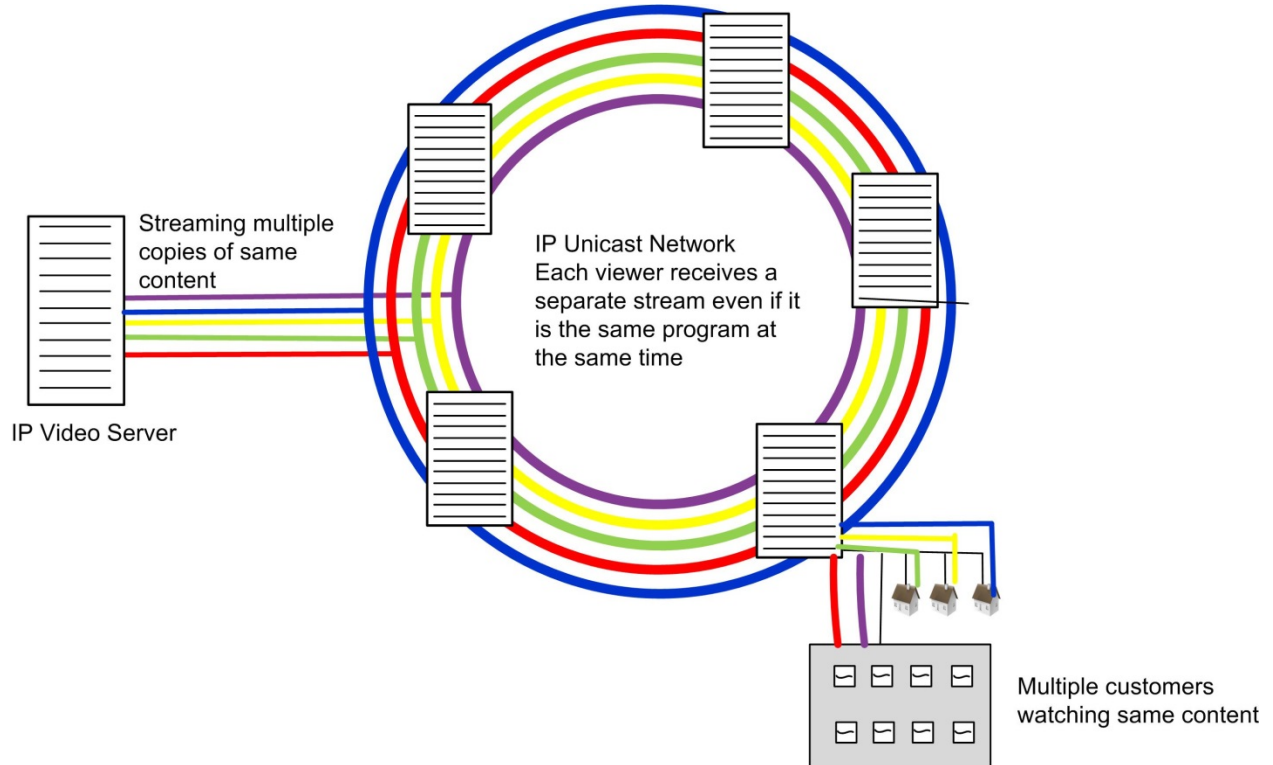 Streaming multiple
copies of same
content
IP Video Server
IP Unicast Network
Each viewer receives a
separate stream even if it
is the same program at
the same time
Multiple customers
watching same content